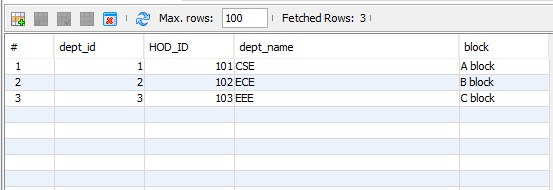 Max. rows: 100 Fetched Rows: 3
# dept_id HOD_ID dept_name block
1 1 101 CSE A block
2 2 102 ECE B block
3 3 103 EEE C block